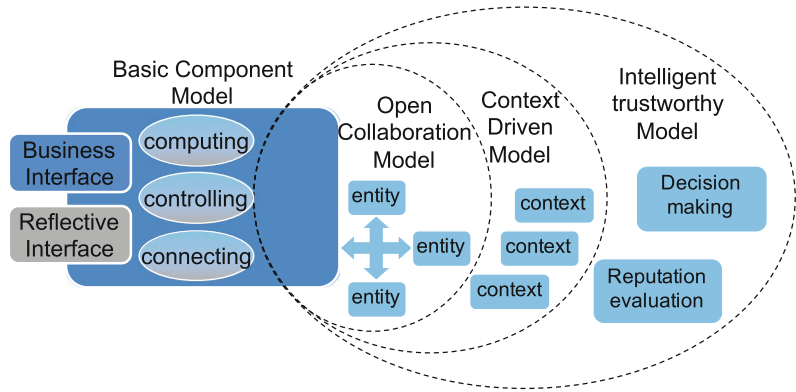 Basic Component
Model
Business
Interface
Reflective
Interface
computing
controlling
connecting
Open
Collaboration
Model
entity
entity
entity
Context
Driven
Model
context
context
context
Intelligent
trustworthy
Model
Decision
making
Reputation
evaluation